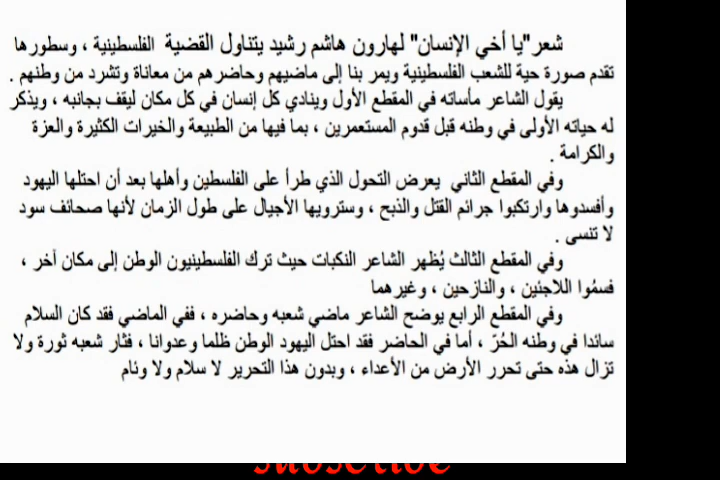 شعر"يا أخي الإنسان" لهارون هاشم رشيد يتناول القضية الفلسطينية ، وسطورها
تقدم صورة حية للشعب الفلسطينية ويمر بنا إلى ماضيهم وحاضرهم من معاناة وتشرد من وطنهم .
يقول الشاعر مأساته في المقطع الأول وينادي كل إنسان في كل مكان ليقف بجانبه ، ويذكر
له حياته الأولى في وطنه قبل قدوم المستعمرين ، بما فيها من الطبيعة والخيرات الكثيرة والعزة
والكرامة .
وفي المقطع الثاني يعرض التحول الذي طرأ على الفلسطين وأهلها بعد أن احتلها اليهود
وأفسدوها وارتكبوا جرائم القتل والذبح ، وسترويها الأجيال على طول الزمان لأنها صحائف سود
لا تنسى .
وفي المقطع الثالث يُظهر الشاعر النكبات حيث ترك الفلسطينيون الوطن إلى مكان آخر ،
فسمُوا اللاجئين ، والنازحين ، وغيرهما
وفي المقطع الرابع يوضح الشاعر ماضي شعبه وحاضره ، ففي الماضي فقد كان السلام
سائدا في وطنه الحُرّ ، أما في الحاضر فقد احتل اليهود الوطن ظلما وعدوانا ، فثار شعبه ثورة ولا
تزال هذه حتى تحرر الأرض من الأعداء ، وبدون هذا التحرير لا سلام ولا وئام